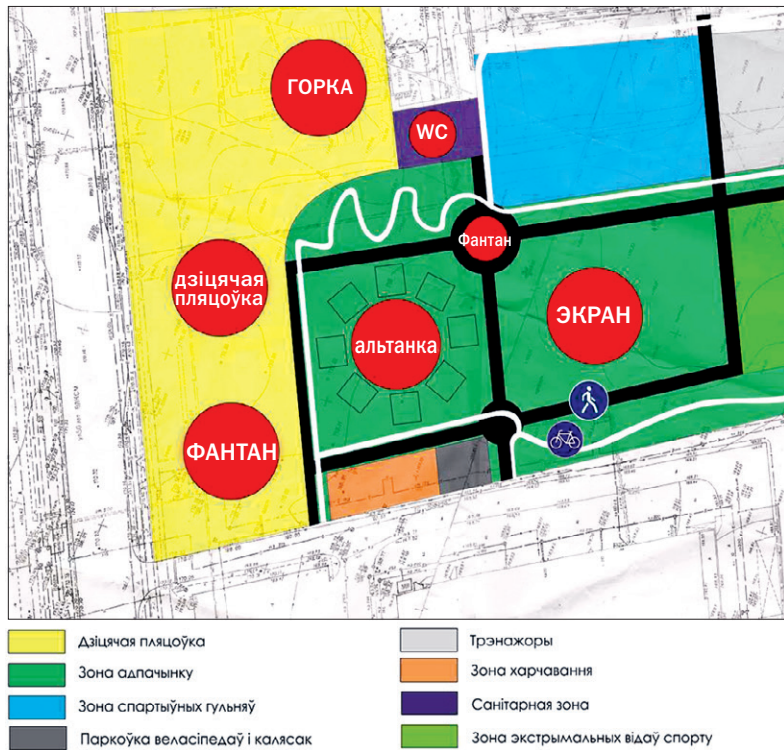 ГОРКА
WC
Фантан
дзіцячая
пляцоўка
ЭКРАН
альтанка
ФАНТАН
Дзіцячая пляцоўка
Зона адпачынку
Зона спартыўных гульняў
Паркоўка веласіпедаў і калясак
Трэнажоры
Зона харчавання
Санітарная зона
Зона экстрымальных відаў спорту